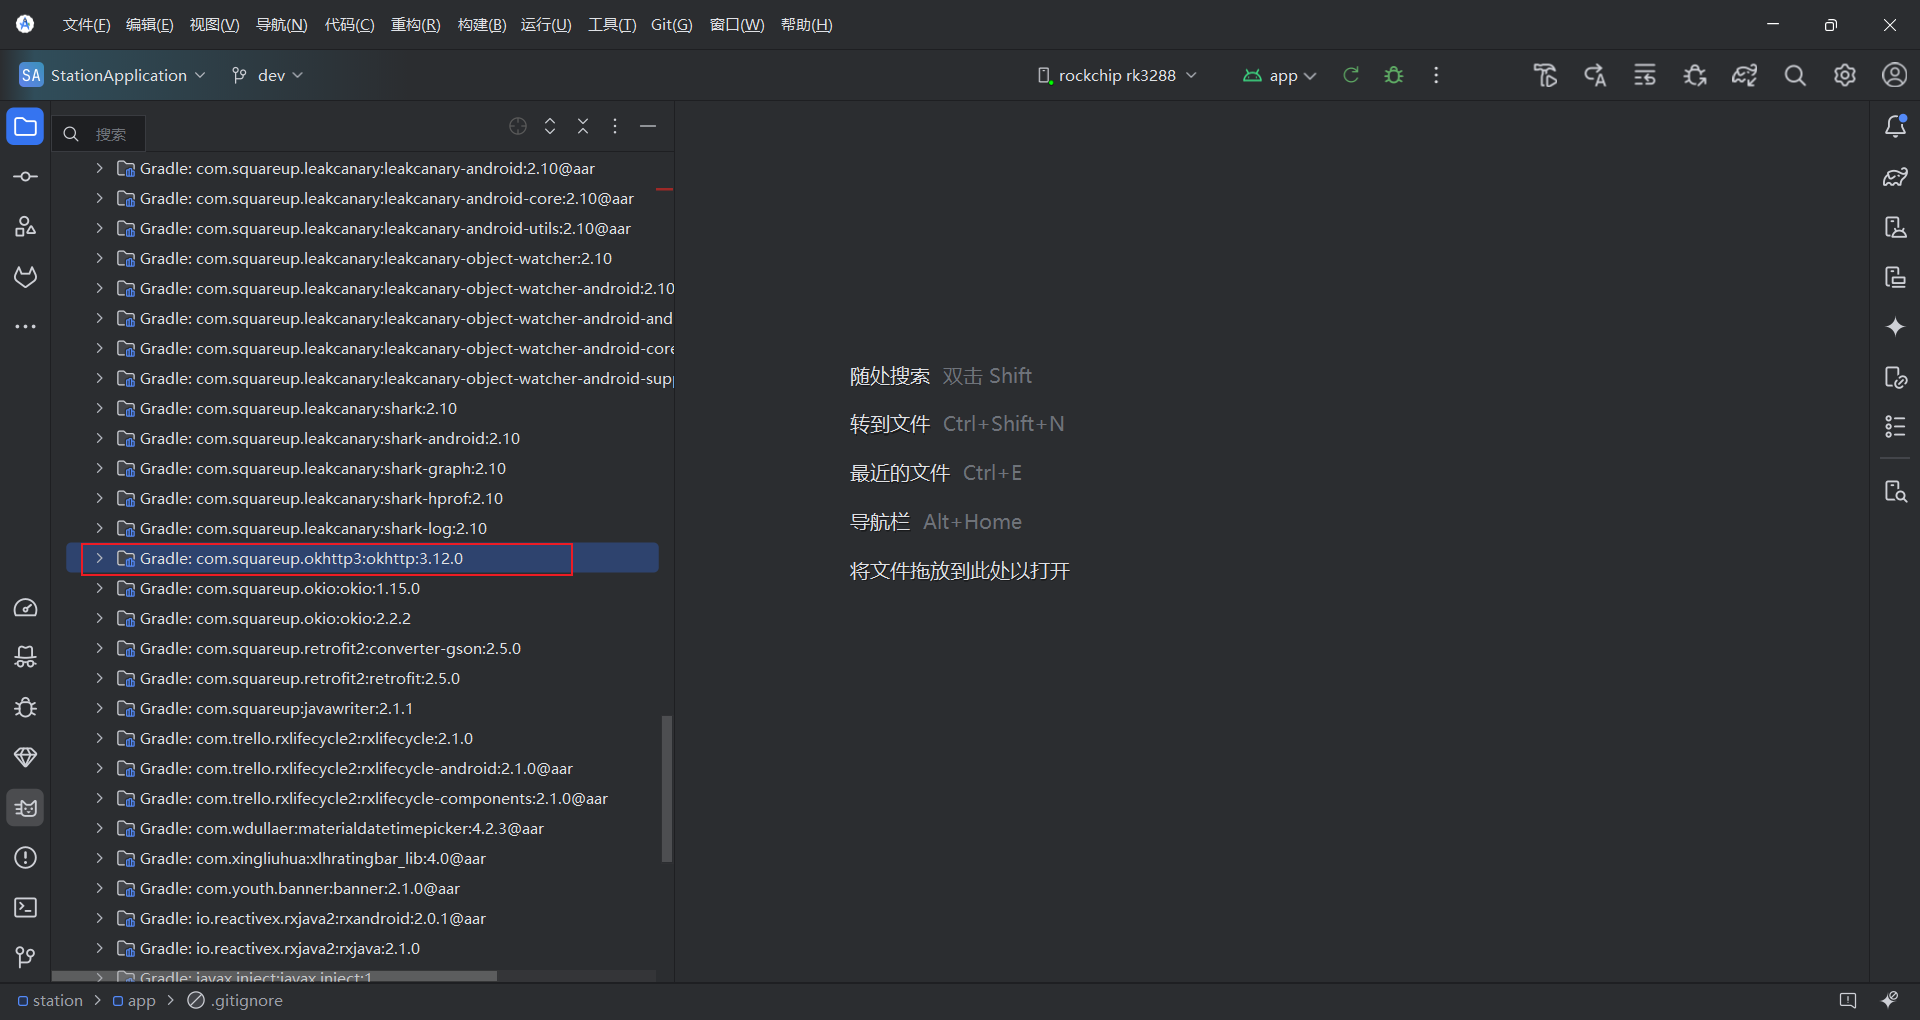 文件(F) 编辑(E) 视图(V) 导航(N) 代码(C) 重构(R) 构建(B) 运行(U) 工具(T) Git(G) 窗口(W) 帮助(H)
SA StationApplication dev rockchip rk3288 app
搜索
Gradle: com.squareup.leakcanary:leakcanary-android:2.10@aar
Gradle: com.squareup.leakcanary:leakcanary-android-core:2.10@aar
Gradle: com.squareup.leakcanary:leakcanary-android-utils:2.10@aar
Gradle: com.squareup.leakcanary:leakcanary-object-watcher:2.10
Gradle: com.squareup.leakcanary:leakcanary-object-watcher-android:2.10
Gradle: com.squareup.leakcanary:leakcanary-object-watcher-android-and
Gradle: com.squareup.leakcanary:leakcanary-object-watcher-android-core
Gradle: com.squareup.leakcanary:leakcanary-object-watcher-android-sup
Gradle: com.squareup.leakcanary:shark:2.10
Gradle: com.squareup.leakcanary:shark-android:2.10
Gradle: com.squareup.leakcanary:shark-graph:2.10
Gradle: com.squareup.leakcanary:shark-hprof:2.10
Gradle: com.squareup.leakcanary:shark-log:2.10
Gradle: com.squareup.okhttp3:okhttp:3.12.0
Gradle: com.squareup.okio:okio:1.15.0
Gradle: com.squareup.okio:okio:2.2.2
Gradle: com.squareup.retrofit2:converter-gson:2.5.0
Gradle: com.squareup.retrofit2:retrofit:2.5.0
Gradle: com.squareup:javawriter:2.1.1
Gradle: com.trello.rxlifecycle2:rxlifecycle:2.1.0
Gradle: com.trello.rxlifecycle2:rxlifecycle-android:2.1.0@aar
Gradle: com.trello.rxlifecycle2:rxlifecycle-components:2.1.0@aar
Gradle: com.wdullaer:materialdatetimepicker:4.2.3@aar
Gradle: com.xingliuhua:xlhratingbar_lib:4.0@aar
Gradle: com.youth.banner:banner:2.1.0@aar
Gradle: io.reactivex.rxjava2:rxandroid:2.0.1@aar
Gradle: io.reactivex.rxjava2:rxjava:2.1.0
Gradle: javax.inject:javax.inject:1
随处搜索 双击 Shift
转到文件 Ctrl+Shift+N
最近的文件 Ctrl+E
导航栏 Alt+Home
将文件拖放到此处以打开
station > app > .gitignore